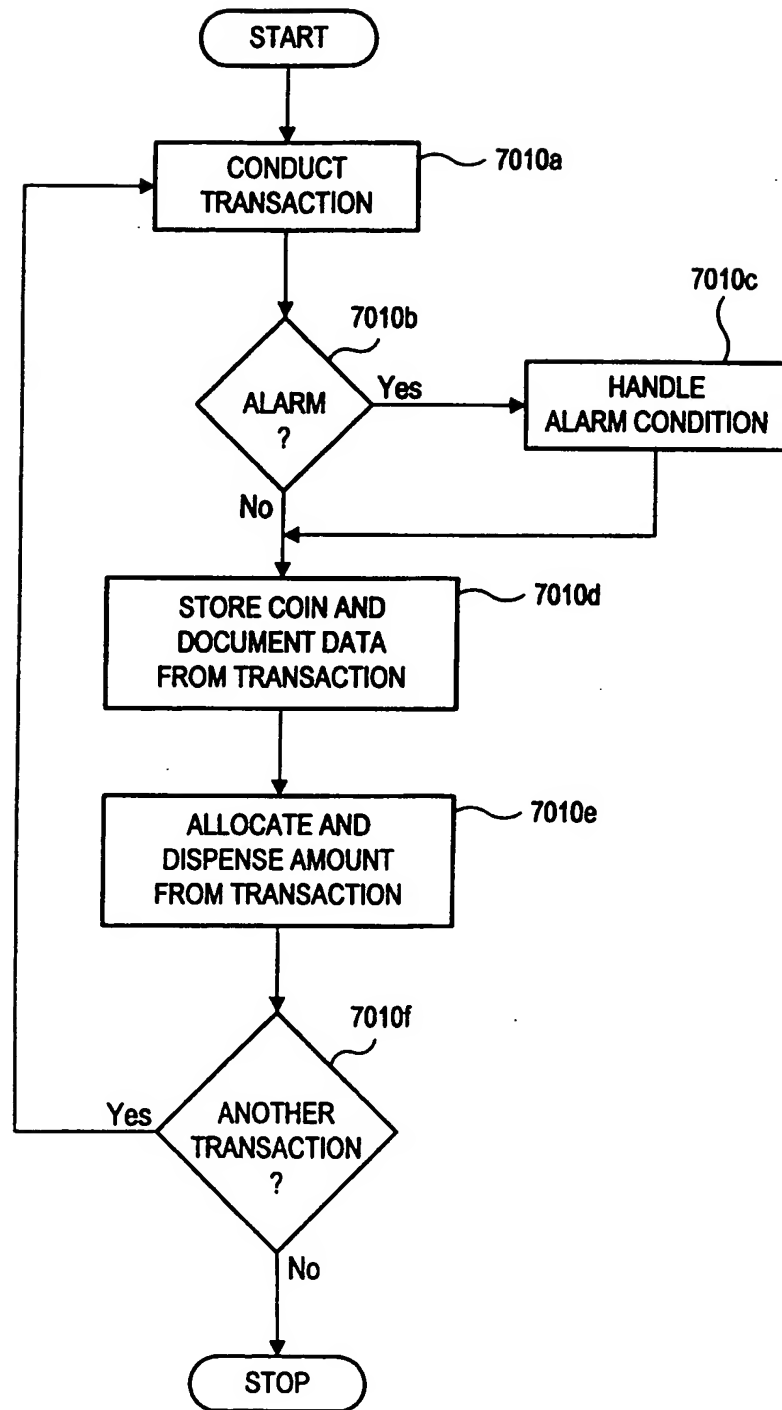 START
CONDUCT
TRANSACTION
7010a
7010b
ALARM
?
Yes
No
7010c
HANDLE
ALARM CONDITION
STORE COIN AND
DOCUMENT DATA
FROM TRANSACTION
7010d
ALLOCATE AND
DISPENSE AMOUNT
FROM TRANSACTION
7010e
7010f
ANOTHER
TRANSACTION
?
Yes
No
STOP